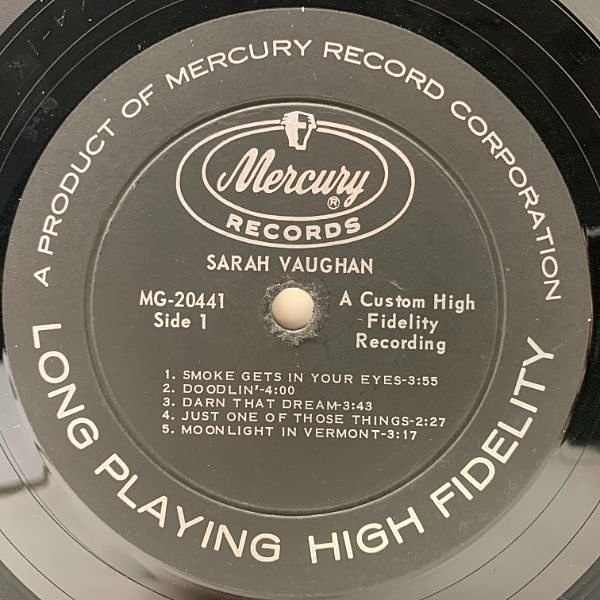 A PRODUCT OF MERCURY RECORD CORPORATION
Mercury ®
RECORDS
SARAH VAUGHAN
MG-20441
Side 1
A Custom High
Fidelity
Recording
1. SMOKE GETS IN YOUR EYES-3:55
2. DOODLIN'-4:00
3. DARN THAT DREAM-3:43
4. JUST ONE OF THOSE THINGS-2:27
5. MOONLIGHT IN VERMONT-3:17
LONG PLAYING HIGH FIDELITY